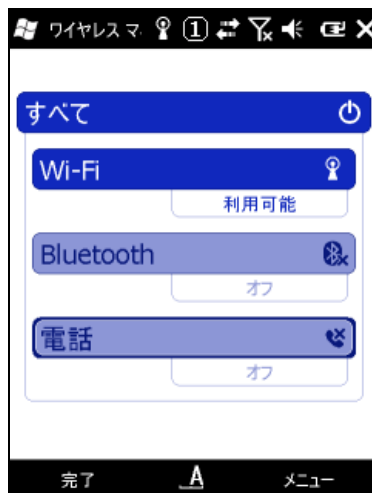 ワイヤレス マ 1
すべて
Wi-Fi
利用可能
Bluetooth
オフ
電話
オフ
完了 A メニュー